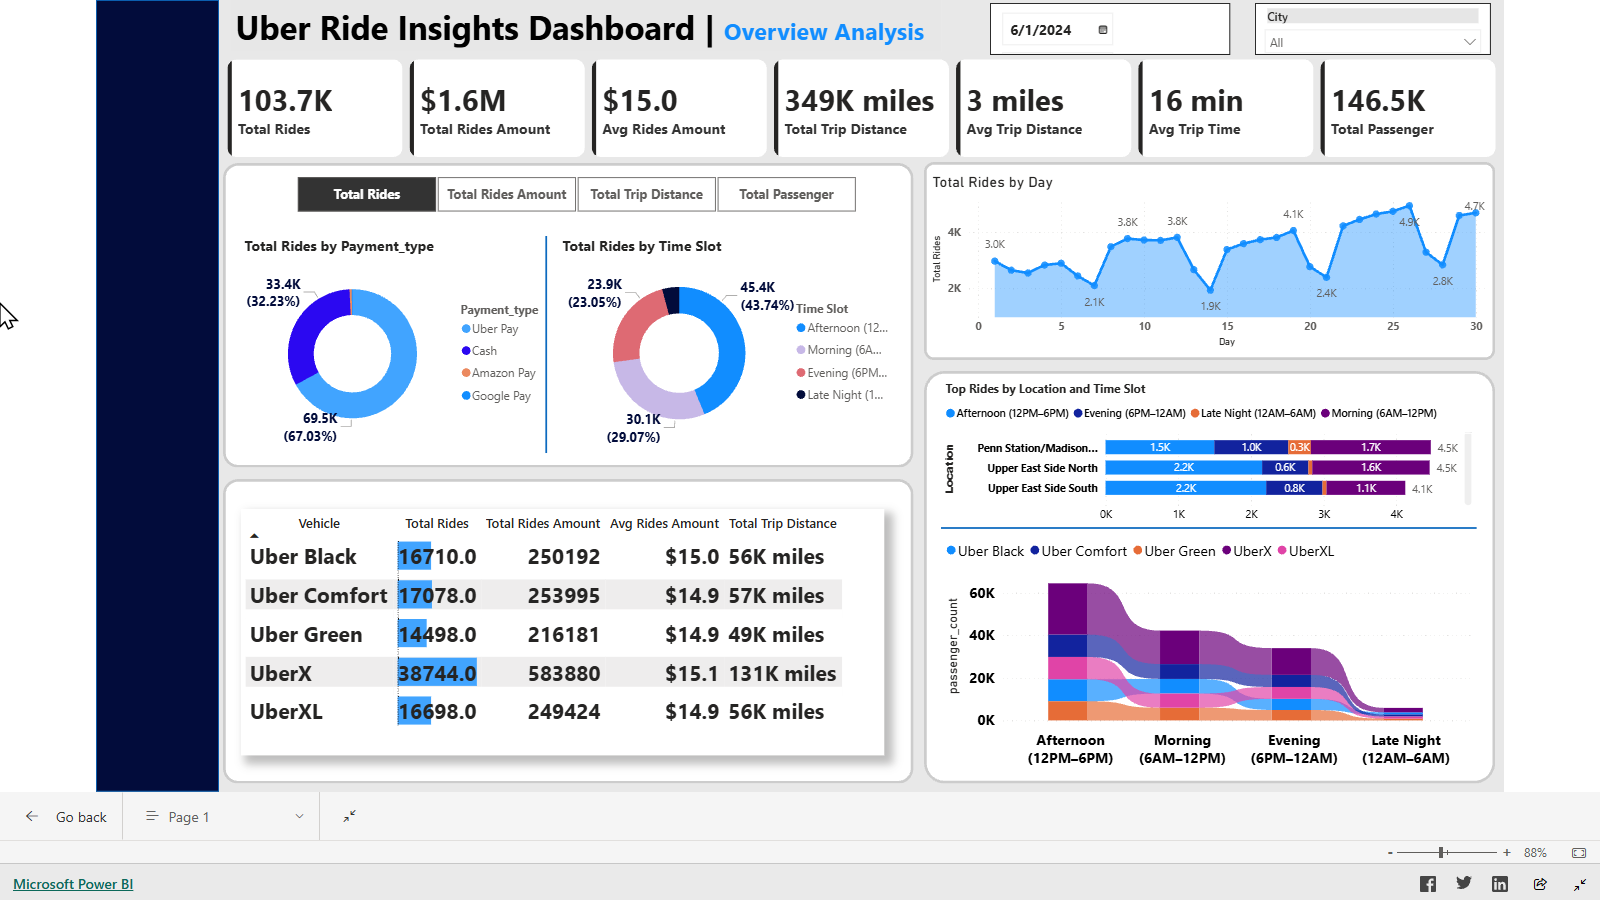 Uber Ride Insights Dashboard | Overview Analysis
6/1/2024
City
All
103.7K
Total Rides
$1.6M
Total Rides Amount
$15.0
Avg Rides Amount
349K miles
Total Trip Distance
3 miles
Avg Trip Distance
16 min
Avg Trip Time
146.5K
Total Passenger
Total Rides
Total Rides Amount
Total Trip Distance
Total Passenger
Total Rides by Payment_type
33.4K
(32.23%)
69.5K
(67.03%)
Payment_type
Uber Pay
Cash
Amazon Pay
Google Pay
Total Rides by Time Slot
23.9K
(23.05%)
45.4K
(43.74%)
30.1K
(29.07%)
Time Slot
Afternoon (12...
Morning (6A...
Evening (6PM...
Late Night (1...
Total Rides by Day
Total Rides
4K
2K
3.0K
2.1K
3.8K
3.8K
1.9K
4.1K
2.4K
4.9K
2.8K
4.7K
0 5 10 15 20 25 30
Day
Vehicle Total Rides Total Rides Amount Avg Rides Amount Total Trip Distance
Uber Black 16710.0 250192 $15.0 56K miles
Uber Comfort 17078.0 253995 $14.9 57K miles
Uber Green 14498.0 216181 $14.9 49K miles
UberX 38744.0 583880 $15.1 131K miles
UberXL 16698.0 249424 $14.9 56K miles
Top Rides by Location and Time Slot
Afternoon (12PM–6PM) Evening (6PM–12AM) Late Night (12AM–6AM) Morning (6AM–12PM)
Location
Penn Station/Madison... 1.5K 1.0K 0.3K 1.7K 4.5K
Upper East Side North 2.2K 0.6K 1.6K 4.5K
Upper East Side South 2.2K 0.8K 1.1K 4.1K
0K 1K 2K 3K 4K
Uber Black Uber Comfort Uber Green UberX UberXL
passenger_count
60K
40K
20K
0K
Afternoon
(12PM–6PM)
Morning
(6AM–12PM)
Evening
(6PM–12AM)
Late Night
(12AM–6AM)
Go back
Page 1
- + 88%
Microsoft Power BI